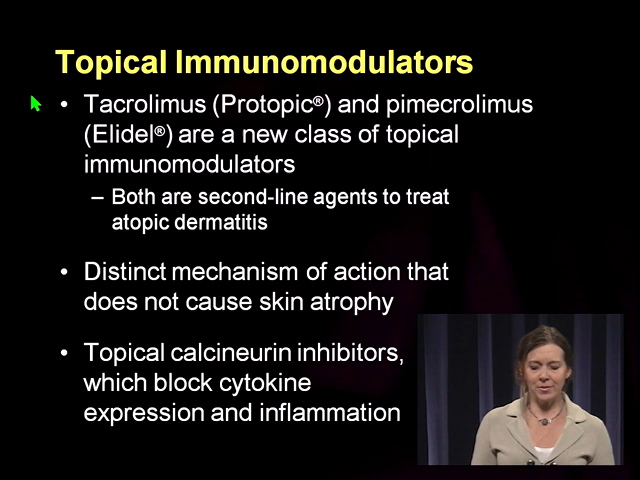 Topical Immunomodulators
• Tacrolimus (Protopic®) and pimecrolimus
(Elidel®) are a new class of topical
immunomodulators
– Both are second-line agents to treat
atopic dermatitis
• Distinct mechanism of action that
does not cause skin atrophy
• Topical calcineurin inhibitors,
which block cytokine
expression and inflammation